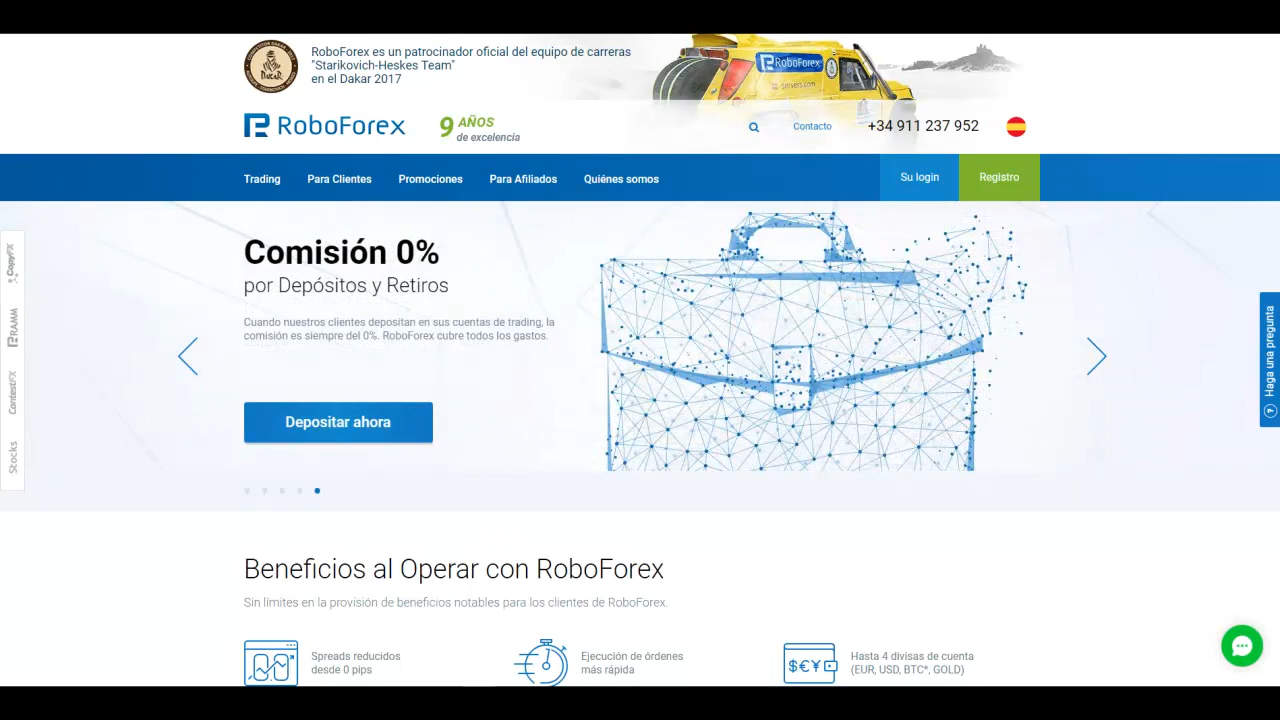 RoboForex es un patrocinador oficial del equipo de carreras
"Starikovich-Heskes Team"
en el Dakar 2017
DAKAR
RoboForex
servers.com
RoboForex
9 AÑOS
de excelencia
Contacto
+34 911 237 952
Trading
Para Clientes
Promociones
Para Afiliados
Quiénes somos
Su login
Registro
CopyFX
RAMM
ContestFX
Stocks
Comisión 0%
por Depósitos y Retiros
Cuando nuestros clientes depositan en sus cuentas de trading, la
comisión es siempre del 0%. RoboForex cubre todos los gastos.
Depositar ahora
Haga una pregunta
Beneficios al Operar con RoboForex
Sin límites en la provisión de beneficios notables para los clientes de RoboForex.
Spreads reducidos
desde 0 pips
Ejecución de órdenes
más rápida
$€¥
Hasta 4 divisas de cuenta
(EUR, USD, BTC*, GOLD)